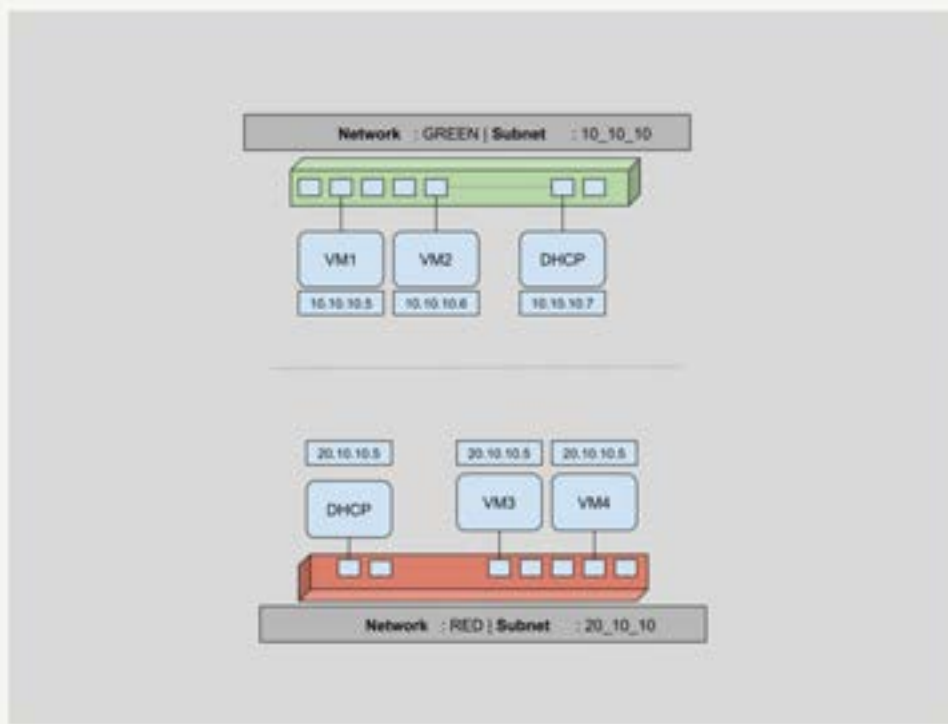 Network : GREEN | Subnet : 10_10_10
VM1 VM2 DHCP
10.10.10.5 10.10.10.6 10.10.10.7
20.10.10.5 20.10.10.5 20.10.10.5
DHCP VM3 VM4
Network : RED | Subnet : 20_10_10